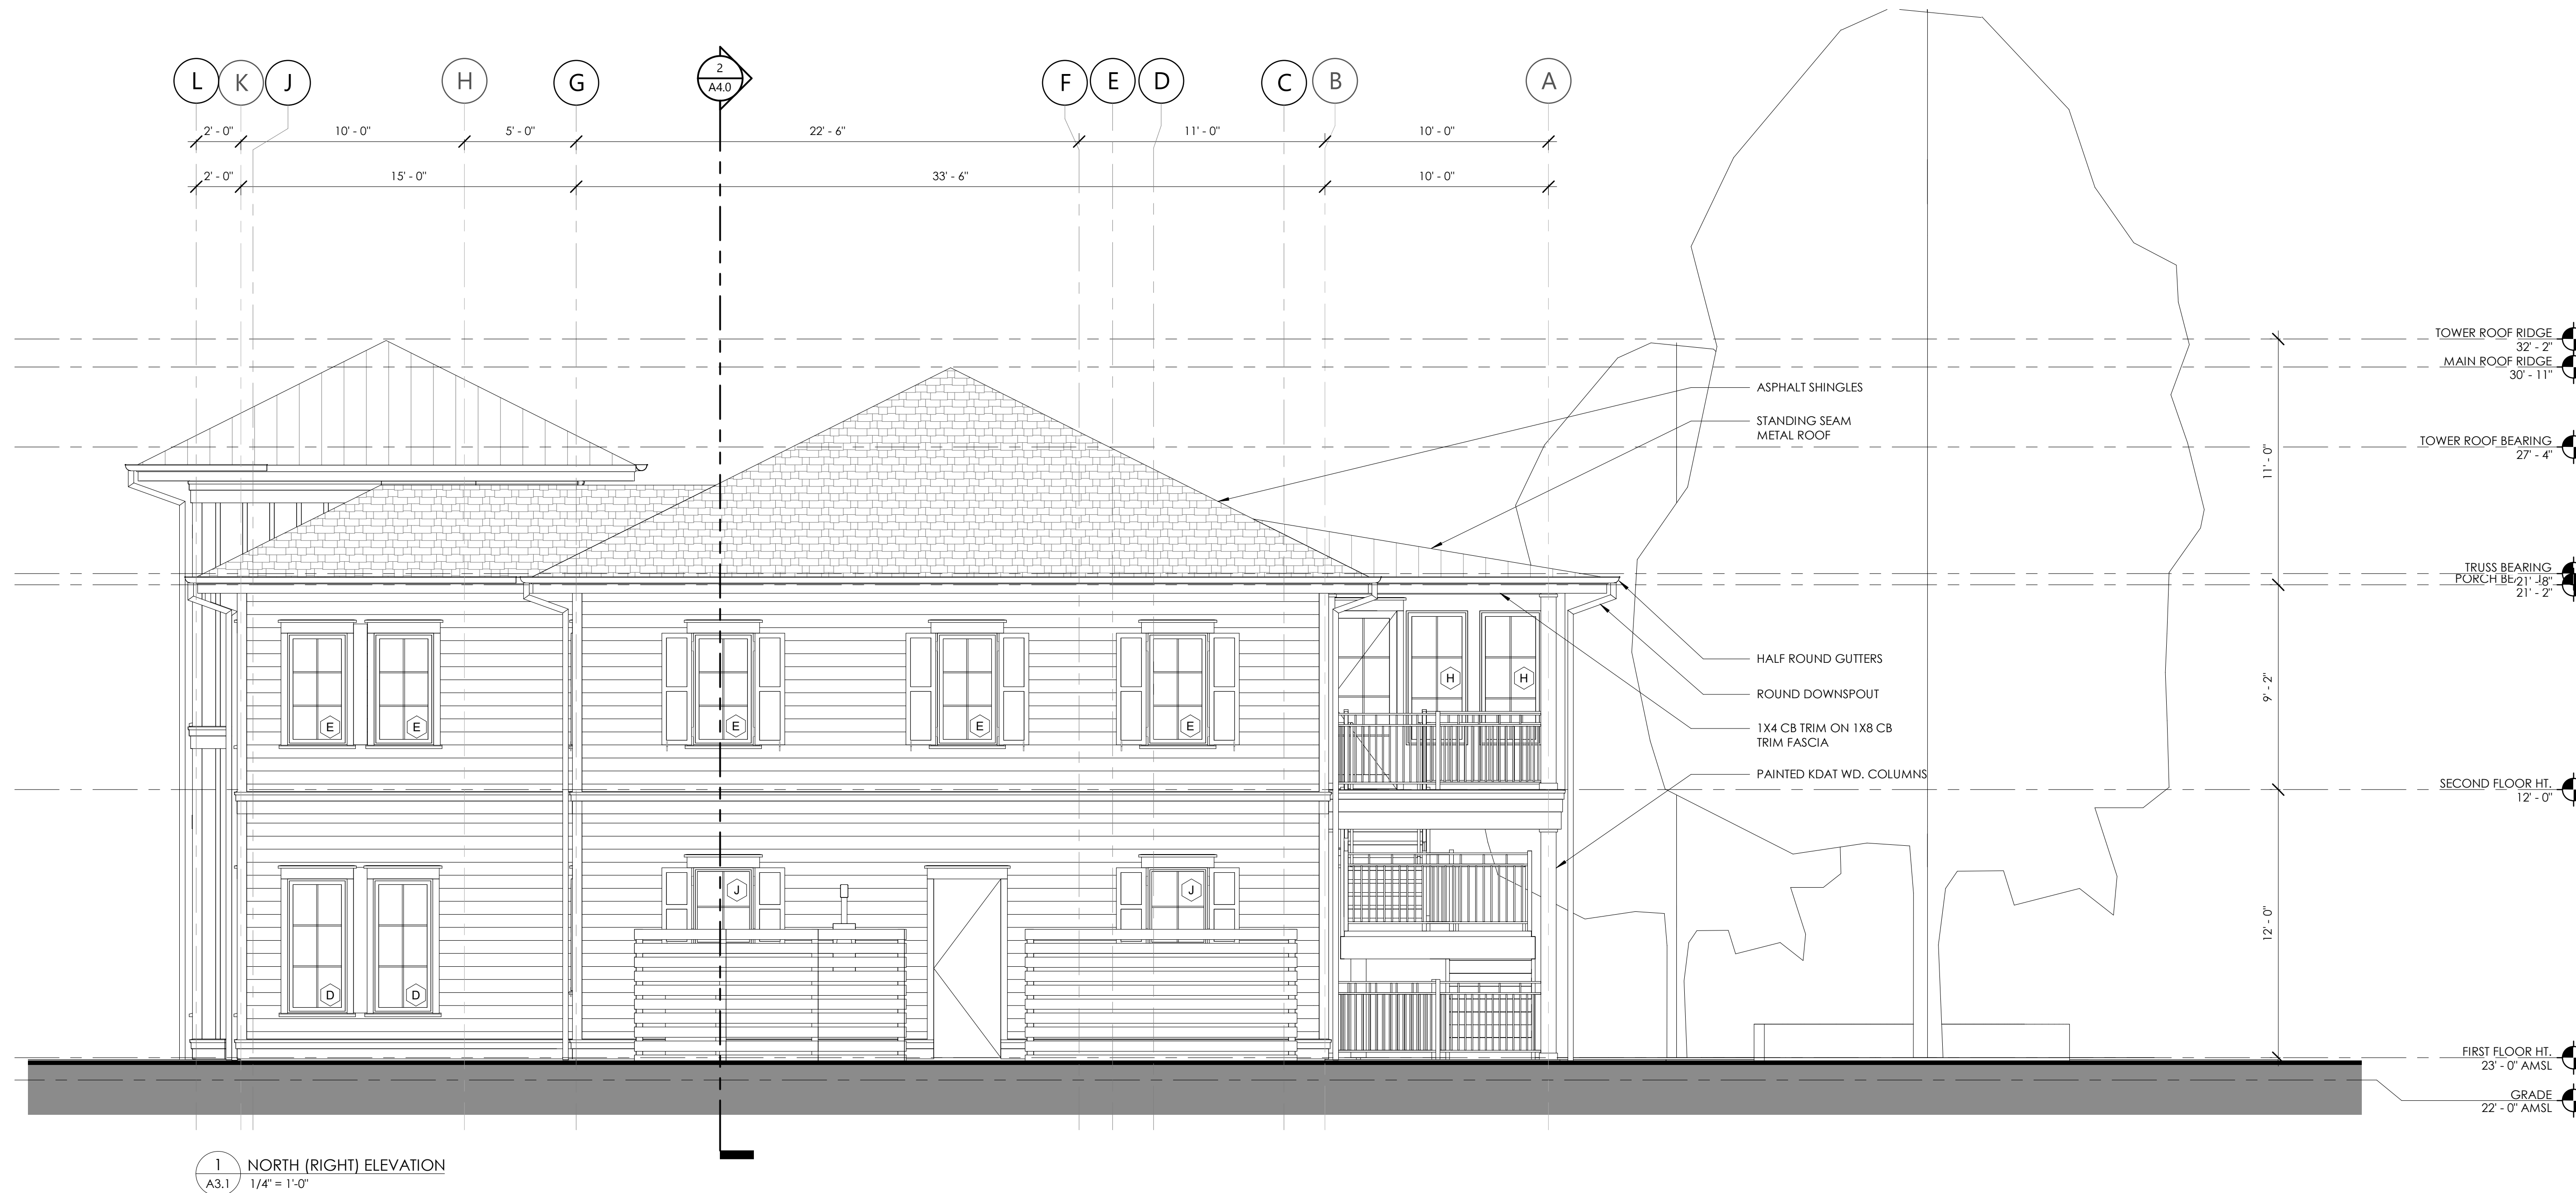 L K J H G 2 F E D C B A
A4.0
2' - 0" 10' - 0" 5' - 0" 22' - 6" 11' - 0" 10' - 0"
2' - 0" 15' - 0" 33' - 6" 10' - 0"
TOWER ROOF RIDGE
32' - 2"
MAIN ROOF RIDGE
30' - 11"
ASPHALT SHINGLES
STANDING SEAM
METAL ROOF
TOWER ROOF BEARING
27' - 4"
11' - 0"
TRUSS BEARING
21' - 8"
PORCH
21' - 2"
HALF ROUND GUTTERS
H H
9' - 2"
ROUND DOWNSPOUT
E E E E E
1X4 CB TRIM ON 1X8 CB
TRIM FASCIA
PAINTED KDAT WD. COLUMNS
SECOND FLOOR HT.
12' - 0"
J J
12' - 0"
D D
FIRST FLOOR HT.
23' - 0" AMSL
GRADE
22' - 0" AMSL
1 NORTH (RIGHT) ELEVATION
A3.1 1/4" = 1'-0"